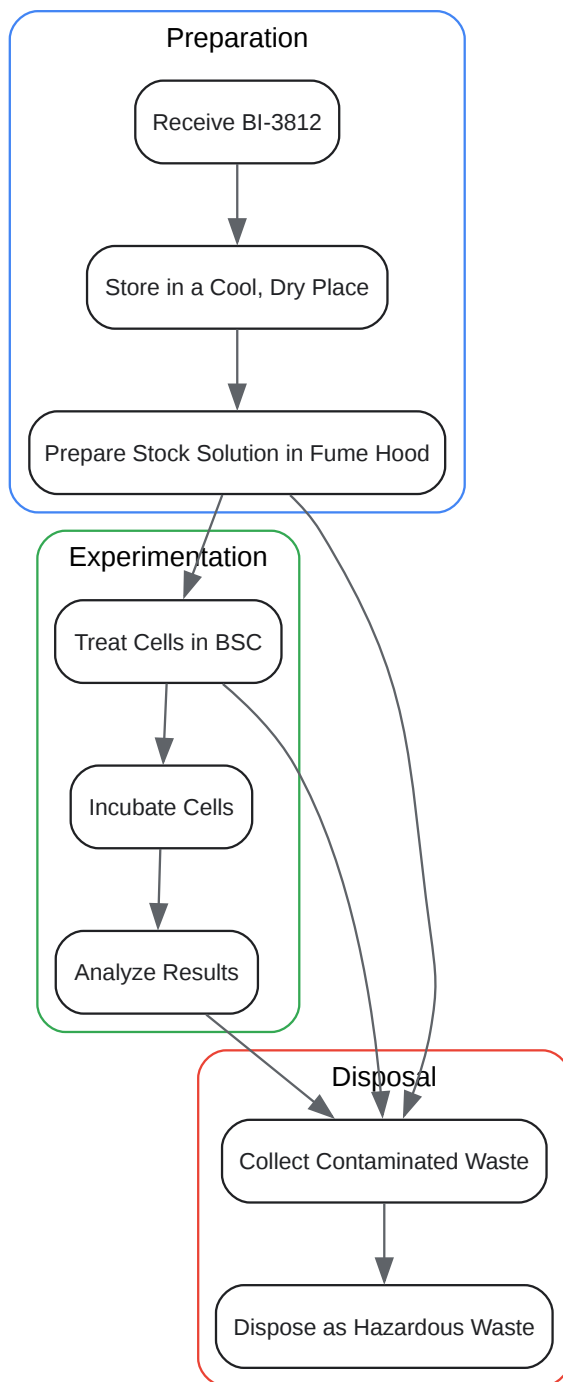 Preparation
Receive BI-3812
Store in a Cool, Dry Place
Prepare Stock Solution in Fume Hood
Experimentation
Treat Cells in BSC
Incubate Cells
Analyze Results
Disposal
Collect Contaminated Waste
Dispose as Hazardous Waste